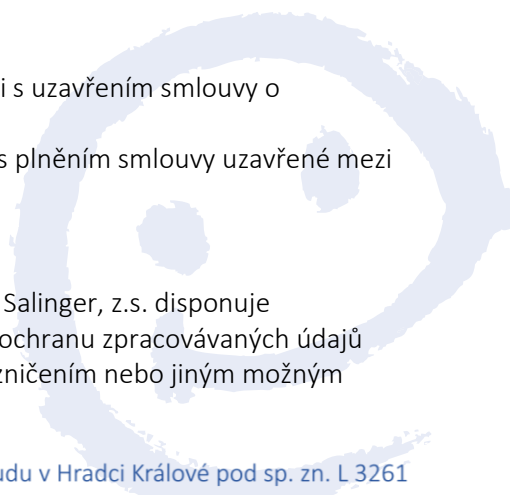 i s uzavřením smlouvy o
s plněním smlouvy uzavřené mezi
Salinger, z.s. disponuje
ochranu zpracovávaných údajů
zničením nebo jiným možným
udu v Hradci Králové pod sp. zn. L 3261